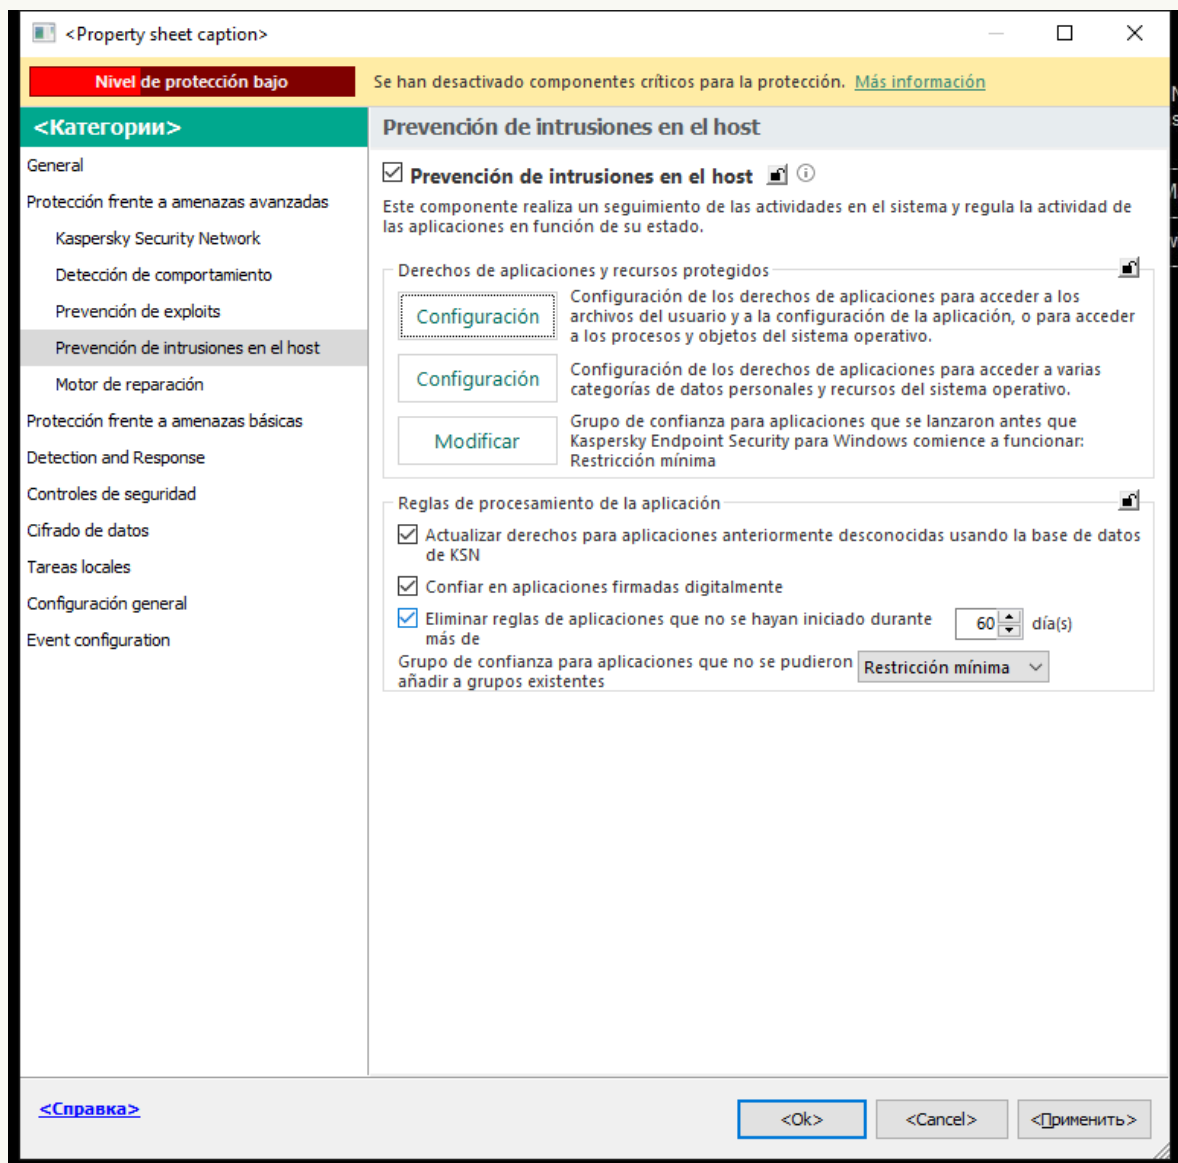 <Property sheet caption>
Nivel de protección bajo
Se han desactivado componentes críticos para la protección. Más información
<Категории>
General
Protección frente a amenazas avanzadas
Kaspersky Security Network
Detección de comportamiento
Prevención de exploits
Prevención de intrusiones en el host
Motor de reparación
Protección frente a amenazas básicas
Detection and Response
Controles de seguridad
Cifrado de datos
Tareas locales
Configuración general
Event configuration
Prevención de intrusiones en el host
Prevención de intrusiones en el host
Este componente realiza un seguimiento de las actividades en el sistema y regula la actividad de
las aplicaciones en función de su estado.
Derechos de aplicaciones y recursos protegidos
Configuración
Configuración de los derechos de aplicaciones para acceder a los
archivos del usuario y a la configuración de la aplicación, o para acceder
a los procesos y objetos del sistema operativo.
Configuración
Configuración de los derechos de aplicaciones para acceder a varias
categorías de datos personales y recursos del sistema operativo.
Modificar
Grupo de confianza para aplicaciones que se lanzaron antes que
Kaspersky Endpoint Security para Windows comience a funcionar:
Restricción mínima
Reglas de procesamiento de la aplicación
Actualizar derechos para aplicaciones anteriormente desconocidas usando la base de datos
de KSN
Confiar en aplicaciones firmadas digitalmente
Eliminar reglas de aplicaciones que no se hayan iniciado durante
más de
60 día(s)
Grupo de confianza para aplicaciones que no se pudieron
añadir a grupos existentes
Restricción mínima
<Справка>
<Ok>
<Cancel>
<Применить>